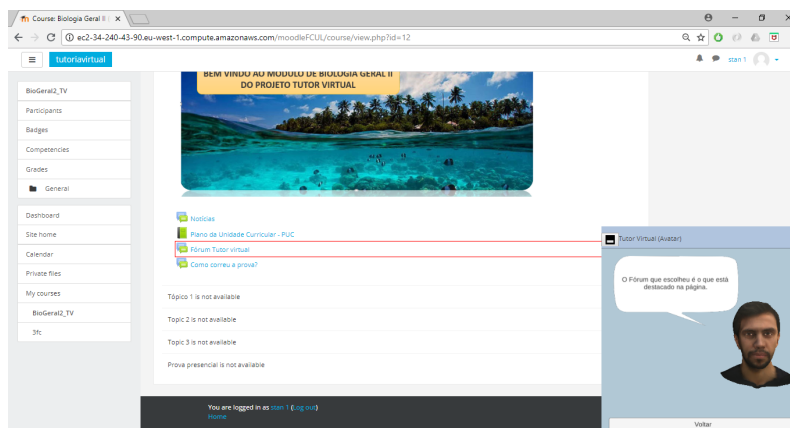 Course: Biologia Geral II (
ec2-34-240-43-90.eu-west-1.compute.amazonaws.com/moodleFCUL/course/view.php?id=12
tutoriavirtual
stan 1
BioGeral2_TV
Participants
Badges
Competencies
Grades
General
Dashboard
Site home
Calendar
Private files
My courses
BioGeral2_TV
3fc
BEM VINDO AO MODULO DE BIOLOGIA GERAL II
DO PROJETO TUTOR VIRTUAL
Notícias
Plano da Unidade Curricular - PUC
Fórum Tutor virtual
Como correu a prova?
Tópico 1 is not available
Topic 2 is not available
Topic 3 is not available
Prova presencial is not available
You are logged in as stan 1 (Log out)
Home
Tutor Virtual (Avatar)
O Fórum que escolheu é o que está
destacado na página.
Voltar